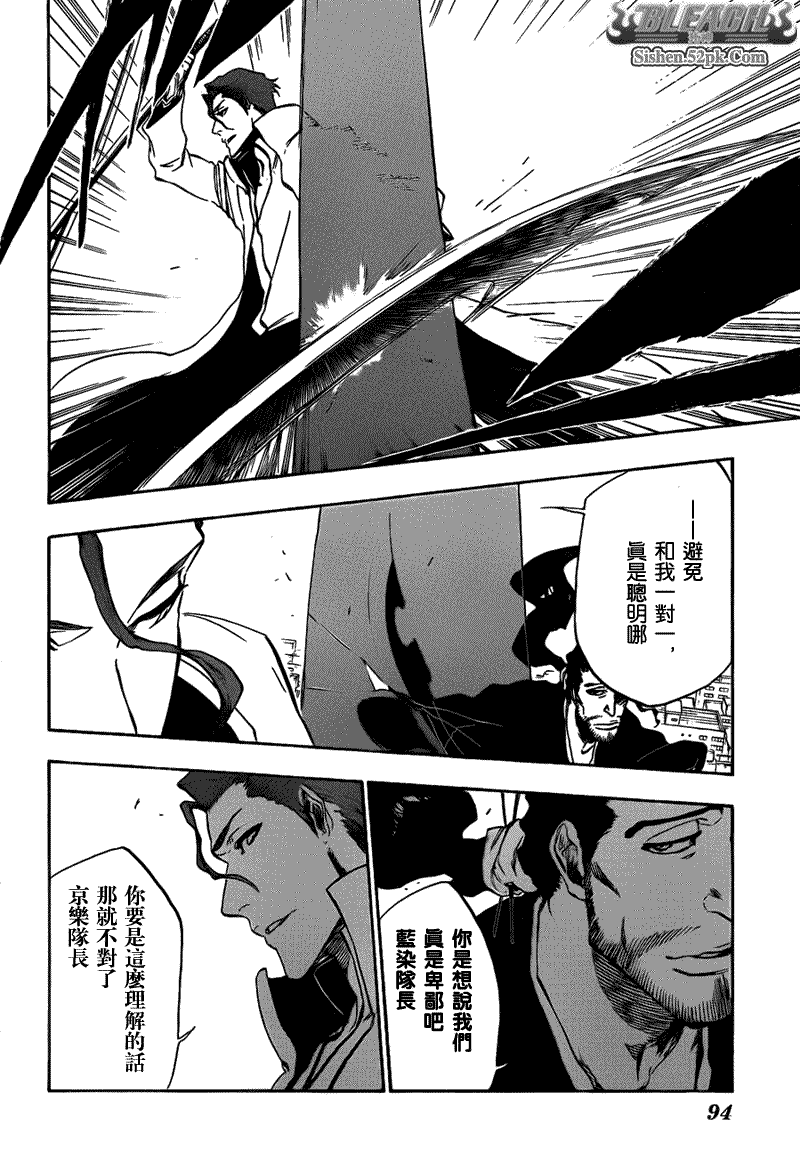 BLEACH
死神
Sishen.52pk.Com
——避免
和我一對一，
眞是聰明哪
你是想說我們
眞是卑鄙吧
藍染隊長
你要是這麼理解的話
那就不對了
京樂隊長
94